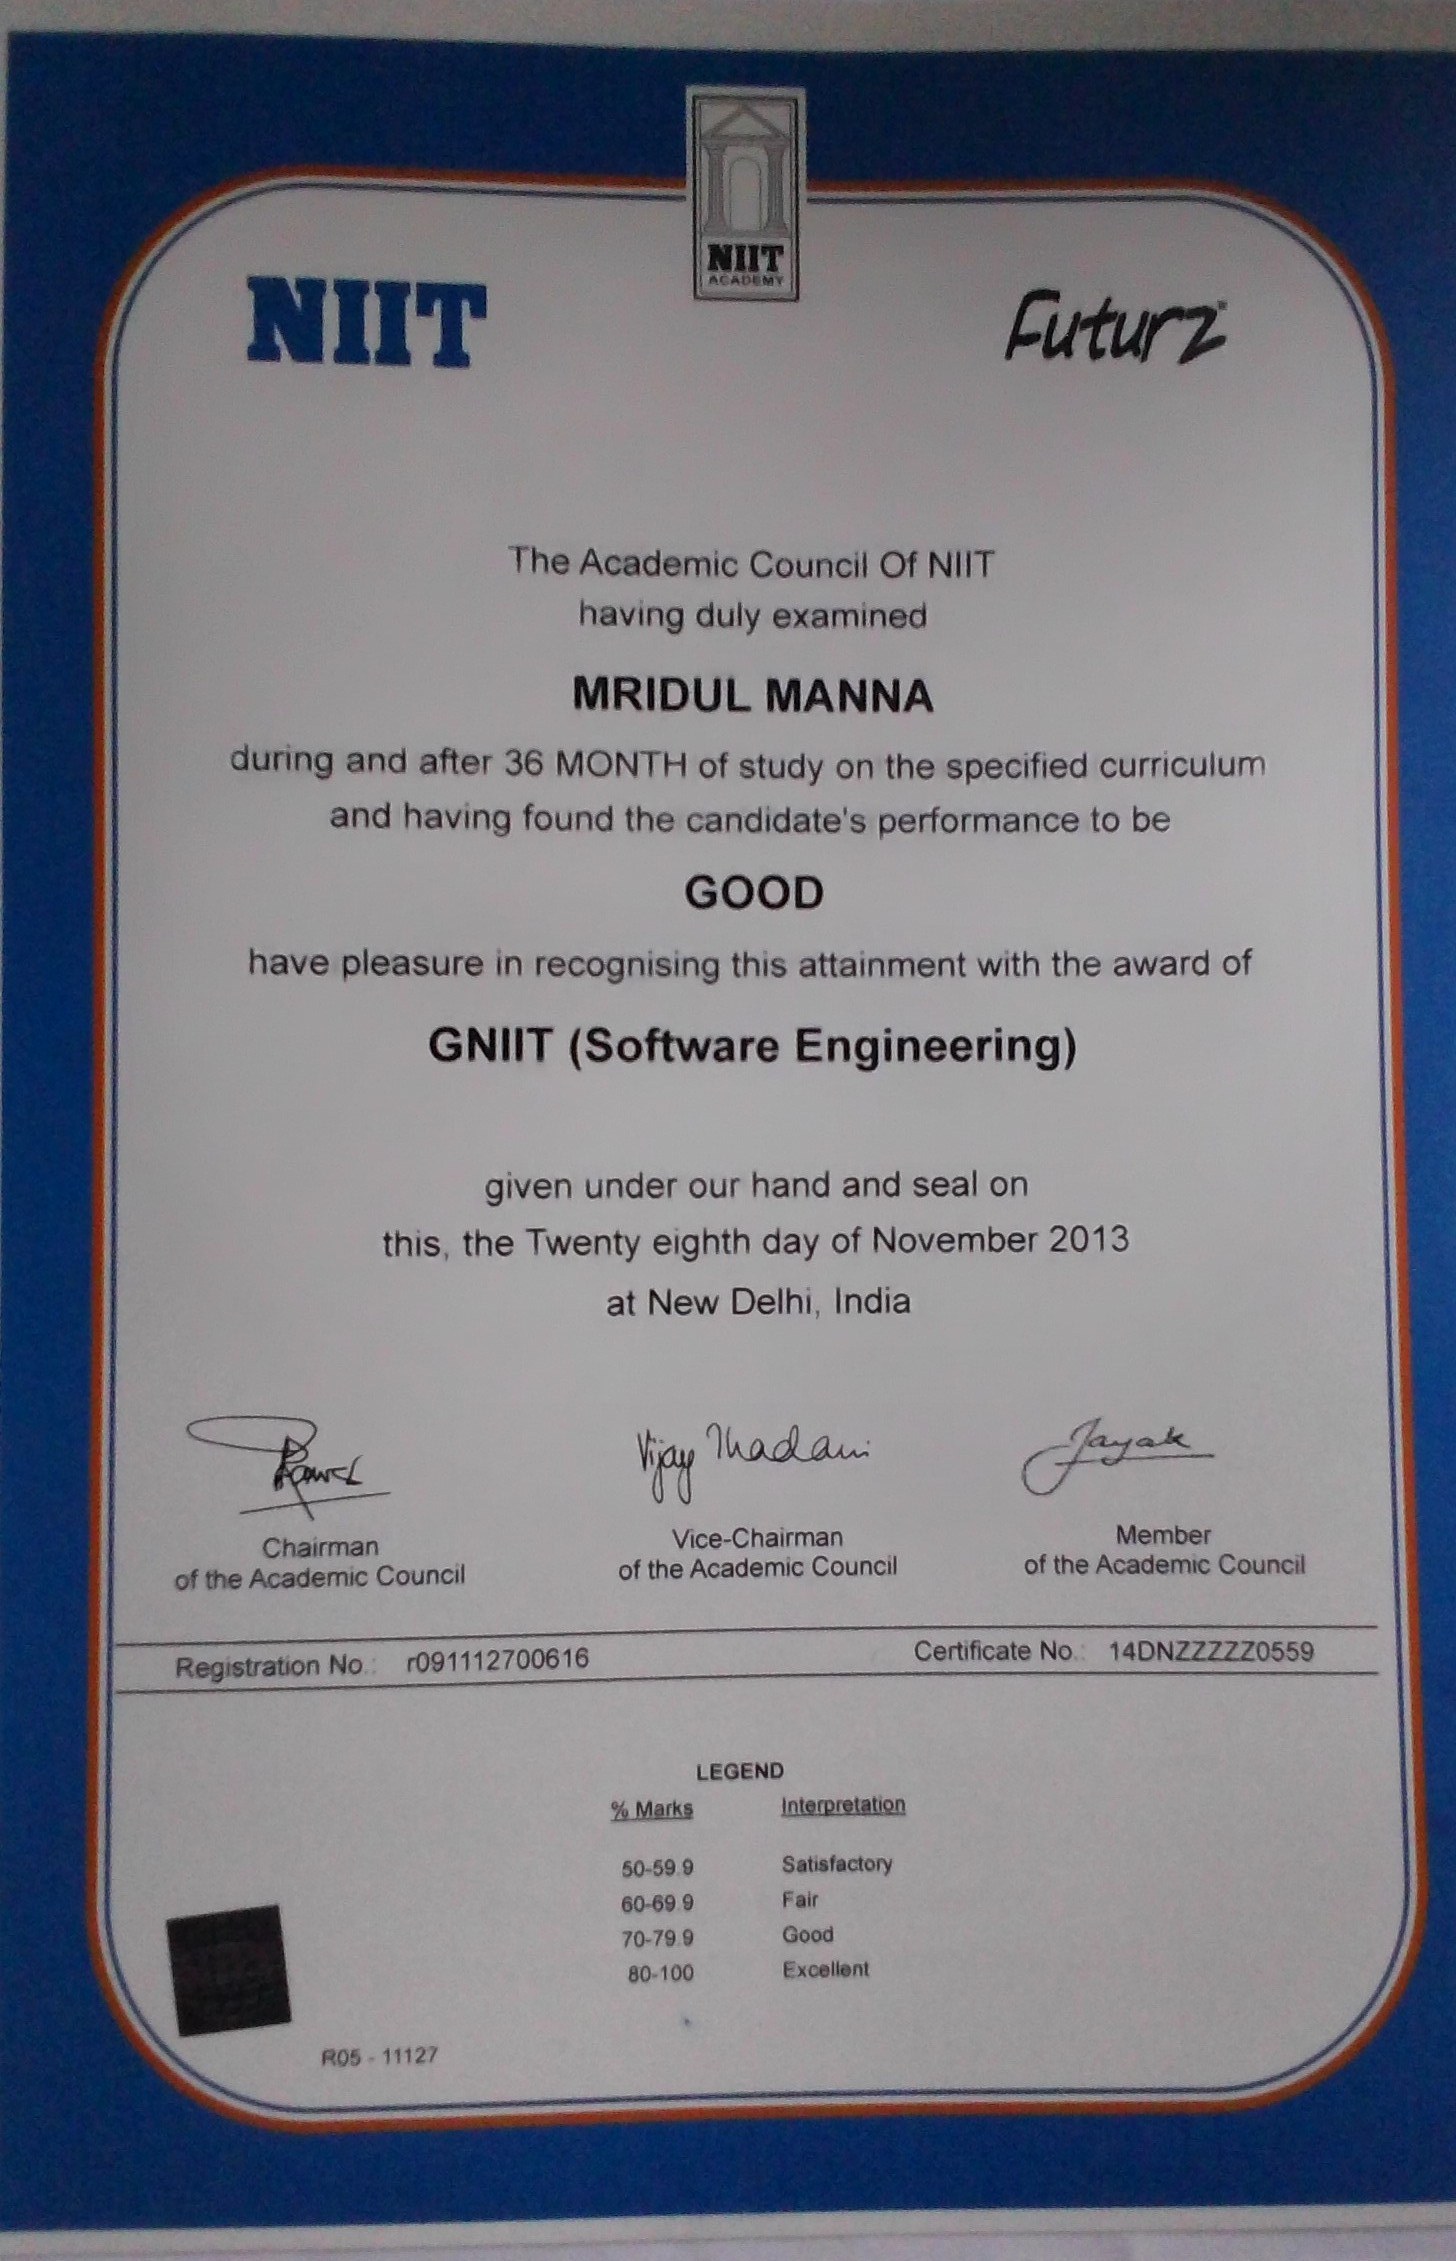 NIIT
ACADEMY
NIIT
Futurz
The Academic Council Of NIIT
having duly examined
MRIDUL MANNA
during and after 36 MONTH of study on the specified curriculum
and having found the candidate's performance to be
GOOD
have pleasure in recognising this attainment with the award of
GNIIT (Software Engineering)
given under our hand and seal on
this, the Twenty eighth day of November 2013
at New Delhi, India
Vijay Thadani
Chairman
of the Academic Council
Vice-Chairman
of the Academic Council
Member
of the Academic Council
Registration No.: r091112700616 Certificate No.: 14DNZZZZZ0559
LEGEND
% Marks Interpretation
50-59.9 Satisfactory
60-69.9 Fair
70-79.9 Good
80-100 Excellent
R05 - 11127